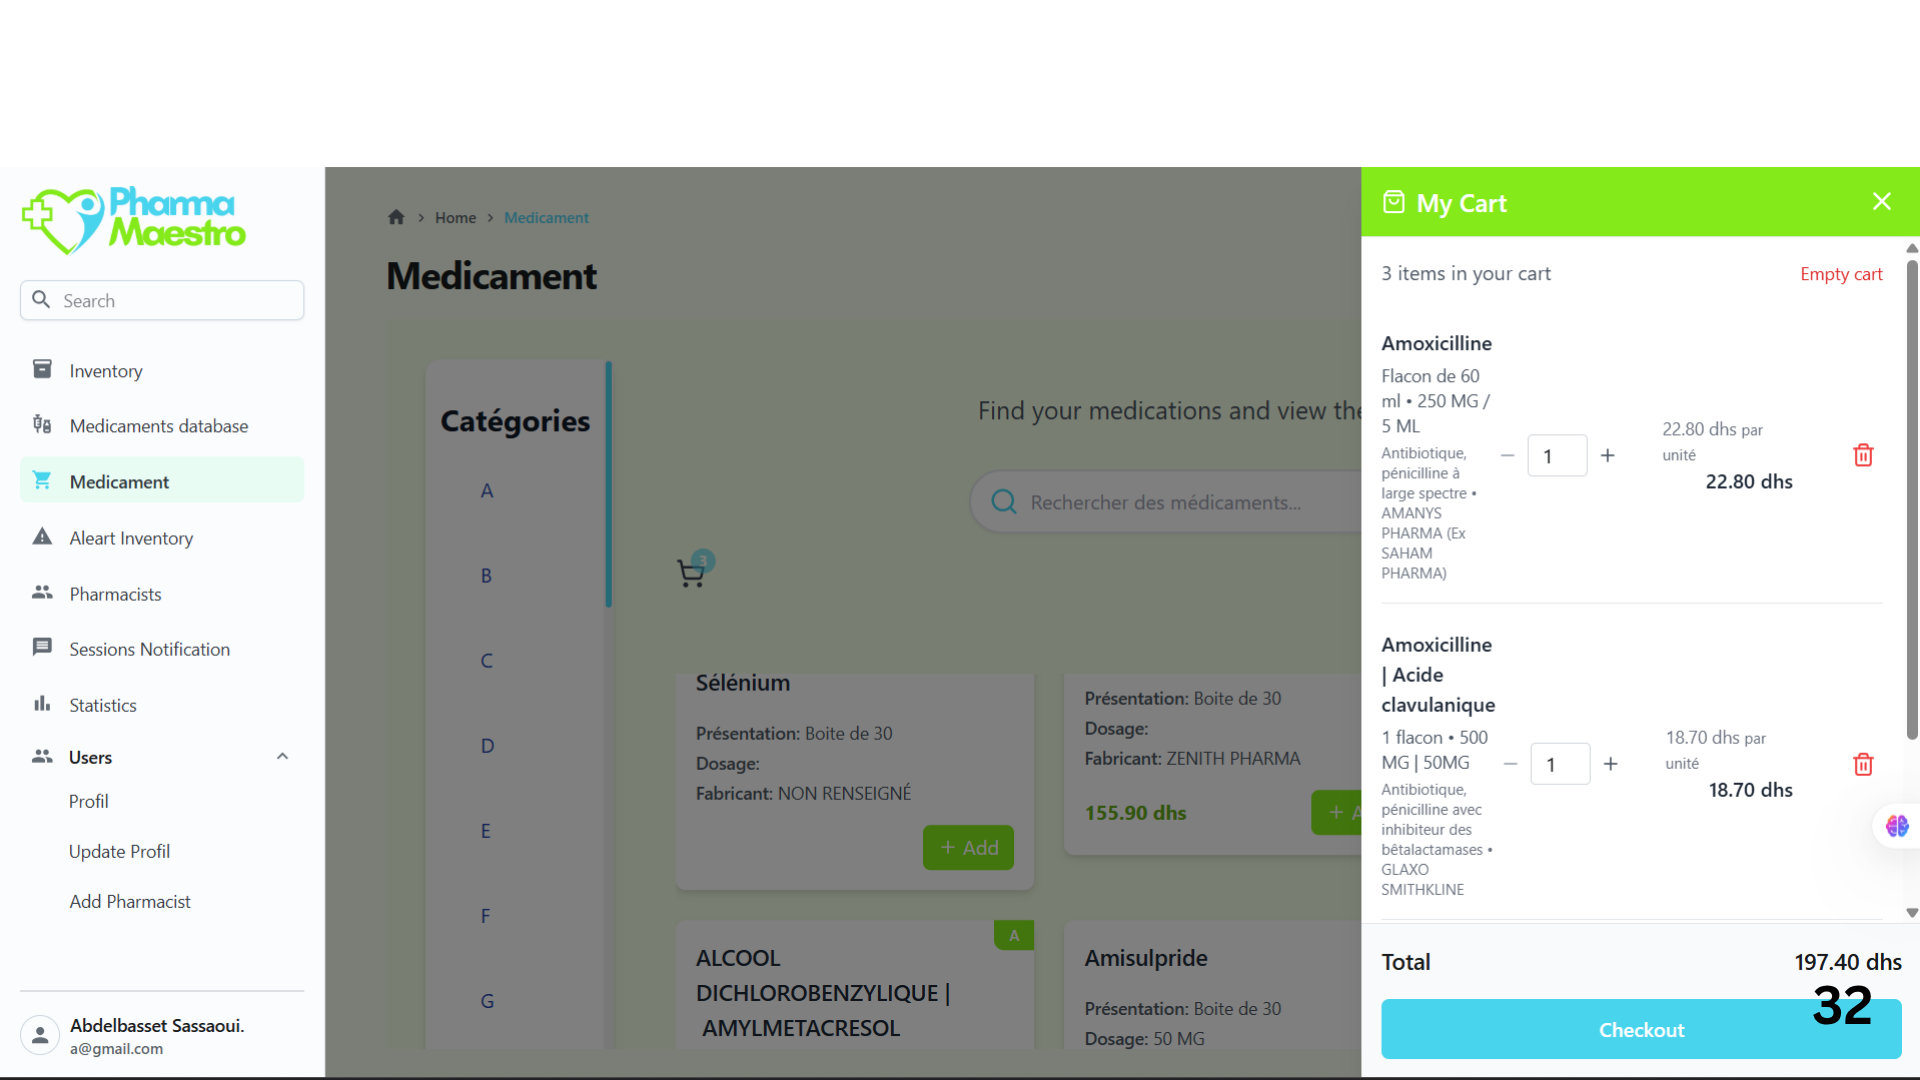 Pharma
Maestro
Search
Inventory
Medicaments database
Medicament
Aleart Inventory
Pharmacists
Sessions Notification
Statistics
Users
Profil
Update Profil
Add Pharmacist
Abdelbasset Sassaoui.
a@gmail.com
Home
Medicament
Medicament
Catégories
A
B
C
D
E
F
G
Find your medications and view the
Rechercher des médicaments...
3
Sélénium
Présentation: Boite de 30
Dosage:
Fabricant: NON RENSEIGNÉ
+ Add
Présentation: Boite de 30
Dosage:
Fabricant: ZENITH PHARMA
155.90 dhs
+ A
A
ALCOOL
DICHLOROBENZYLIQUE |
AMYLMETACRESOL
Amisulpride
Présentation: Boite de 30
Dosage: 50 MG
My Cart
3 items in your cart
Empty cart
Amoxicilline
Flacon de 60
ml • 250 MG /
5 ML
Antibiotique,
pénicilline à
large spectre •
AMANYS
PHARMA (Ex
SAHAM
PHARMA)
− 1 +
22.80 dhs par
unité
22.80 dhs
Amoxicilline
| Acide
clavulanique
1 flacon • 500
MG | 50MG
Antibiotique,
pénicilline avec
inhibiteur des
bêtalactamases •
GLAXO
SMITHKLINE
− 1 +
18.70 dhs par
unité
18.70 dhs
Total
197.40 dhs
32
Checkout